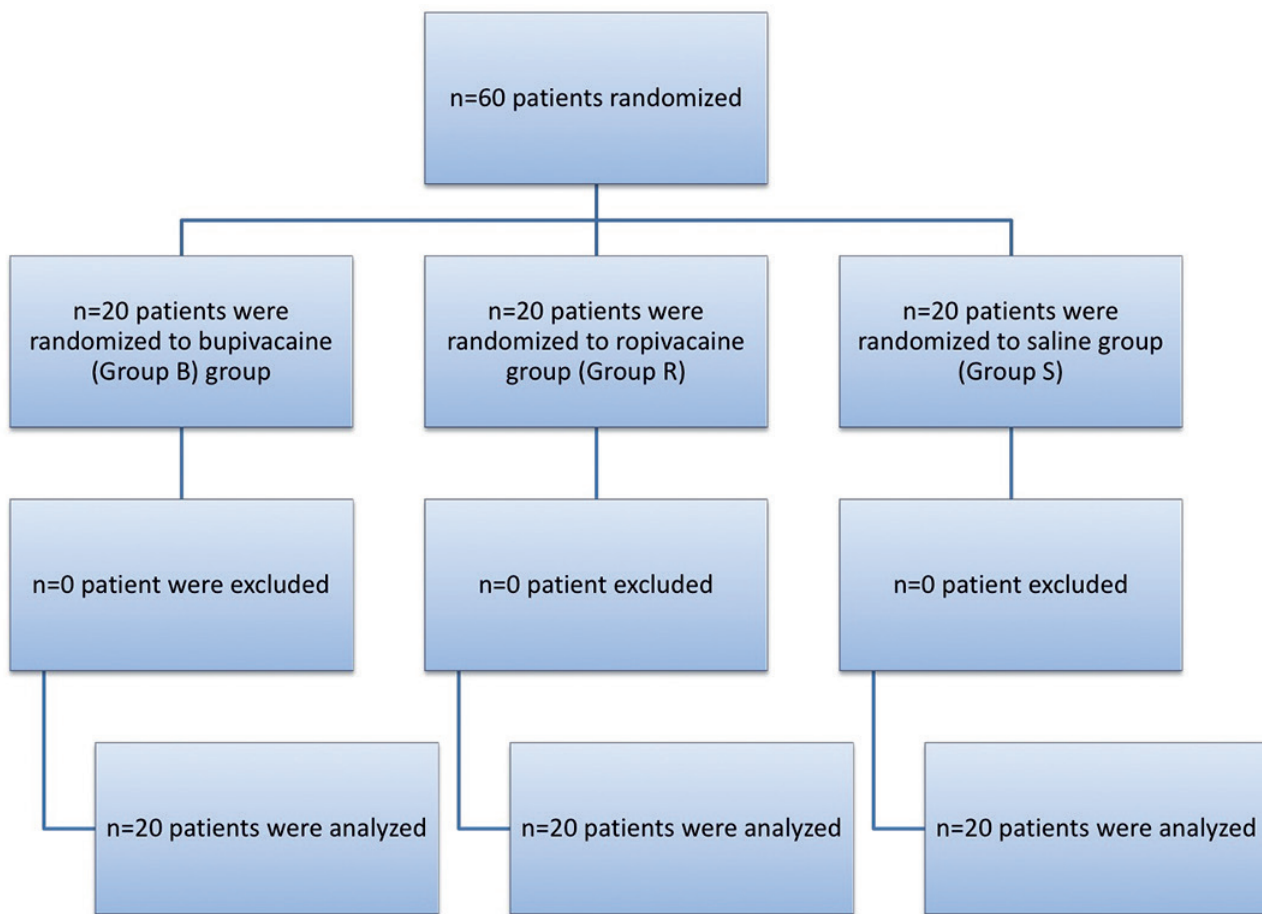 n=60 patients randomized
n=20 patients were
randomized to bupivacaine
(Group B) group
n=20 patients were
randomized to ropivacaine
group (Group R)
n=20 patients were
randomized to saline group
(Group S)
n=0 patient were excluded
n=0 patient excluded
n=0 patient excluded
n=20 patients were analyzed
n=20 patients were analyzed
n=20 patients were analyzed